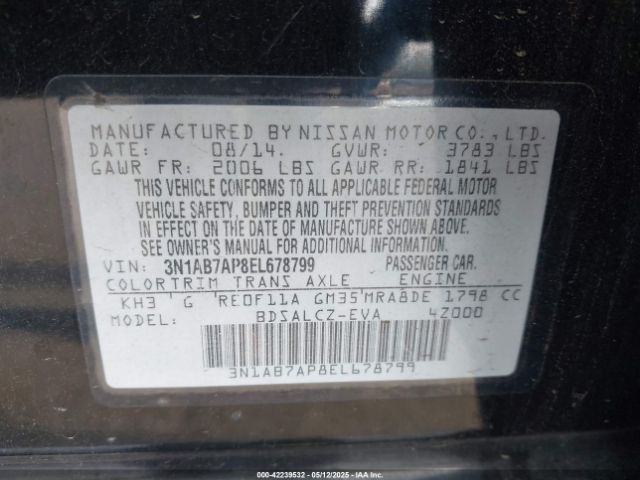 MANUFACTURED BY NISSAN MOTOR CO., LTD.
DATE: 08/14. GVWR: 3783 LBS
GAWR FR: 2006 LBS GAWR RR: 1841 LBS
THIS VEHICLE CONFORMS TO ALL APPLICABLE FEDERAL MOTOR
VEHICLE SAFETY, BUMPER AND THEFT PREVENTION STANDARDS
IN EFFECT ON THE DATE OF MANUFACTURE SHOWN ABOVE.
SEE OWNER'S MANUAL FOR ADDITIONAL INFORMATION.
VIN: 3N1AB7AP8EL678799 PASSENGER CAR.
COLOR TRIM TRANS AXLE ENGINE
KH3 G RE0F11A GM35 MRA8DE 1798 CC
MODEL: BDSALCZ-EVA 4Z000
3N1AB7AP8EL678799
000-42239532 - 05/12/2025 - IAA, INC.